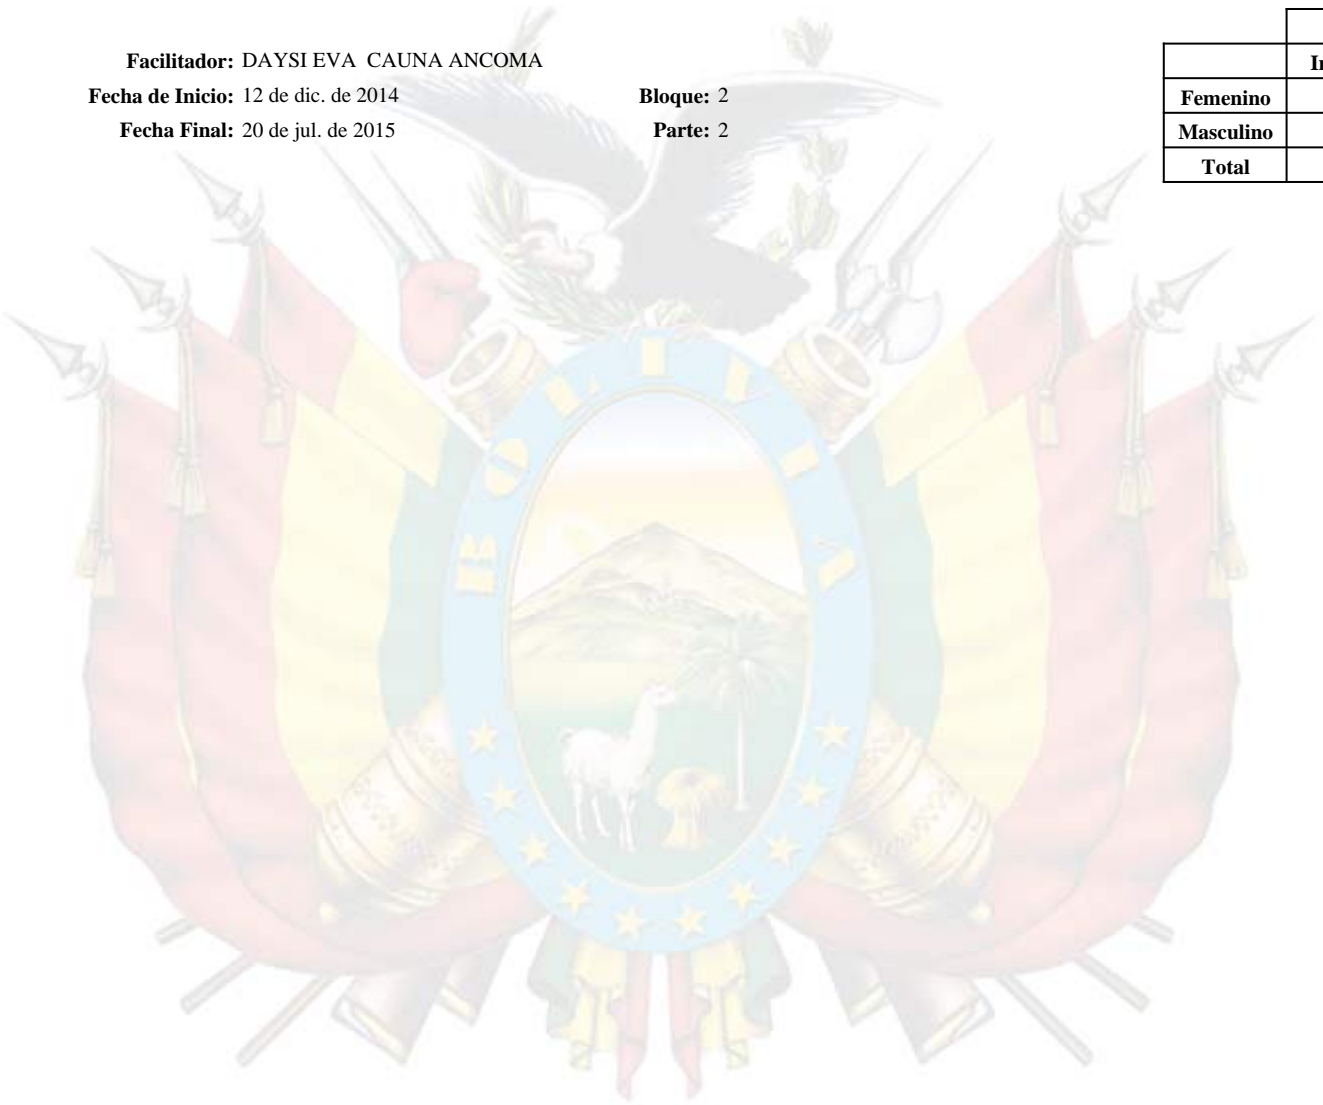 Facilitador: DAYSI EVA CAUNA ANCOMA
Fecha de Inicio: 12 de dic. de 2014 Bloque: 2
Fecha Final: 20 de jul. de 2015 Parte: 2
Femenino
Masculino
Total
BOLIVIA